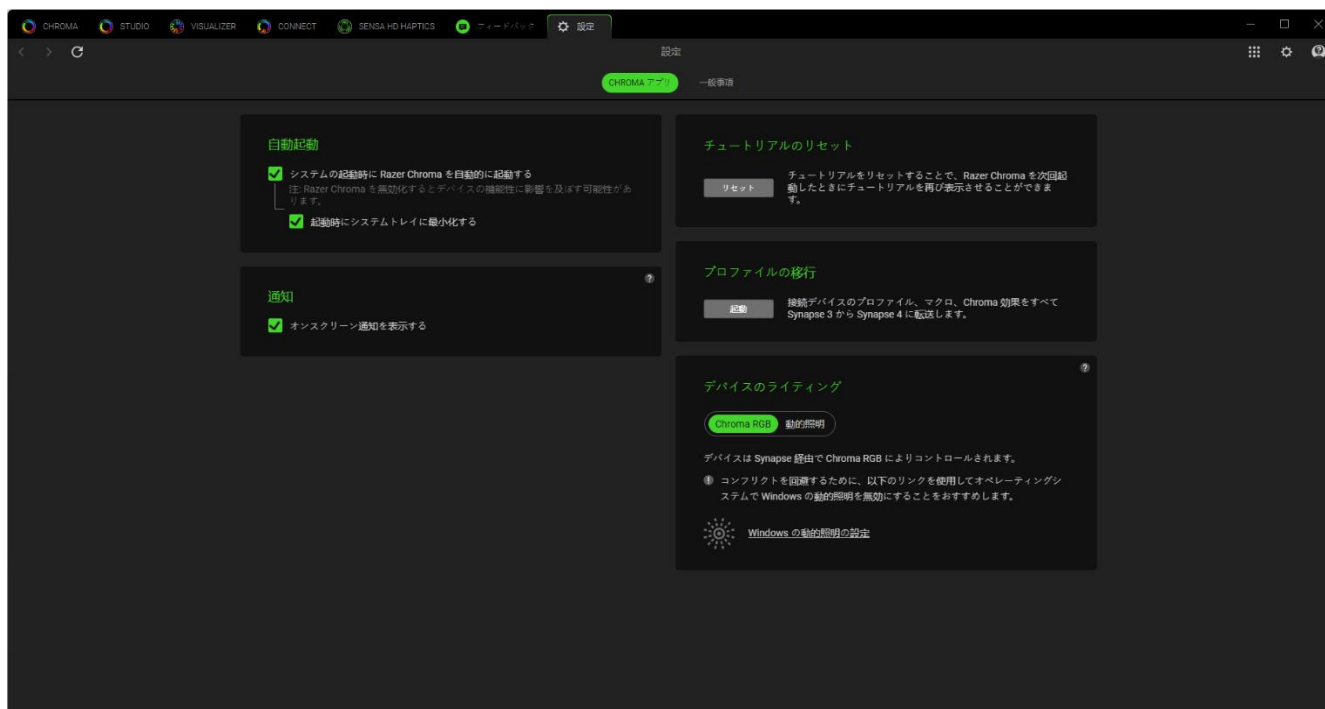 CHROMA STUDIO VISUALIZER CONNECT SENSA HD HAPTICS フィードバック 設定
設定
CHROMA アプリ 一般事項
自動起動
システムの起動時に Razer Chroma を自動的に起動する
注: Razer Chroma を無効化するとデバイスの機能性に影響を及ぼす可能性があ
ります。
起動時にシステムトレイに最小化する
通知
オンスクリーン通知を表示する
チュートリアルのリセット
リセット
チュートリアルをリセットすることで、Razer Chroma を次回起
動したときにチュートリアルを再び表示させることができま
す。
プロファイルの移行
起動
接続デバイスのプロファイル、マクロ、Chroma 効果をすべて
Synapse 3 から Synapse 4 に転送します。
デバイスのライティング
Chroma RGB 動的照明
デバイスは Synapse 経由で Chroma RGB によりコントロールされます。
コンフリクトを回避するために、以下のリンクを使用してオペレーティングシ
ステムで Windows の動的照明を無効にすることをおすすめします。
Windows の動的照明の設定